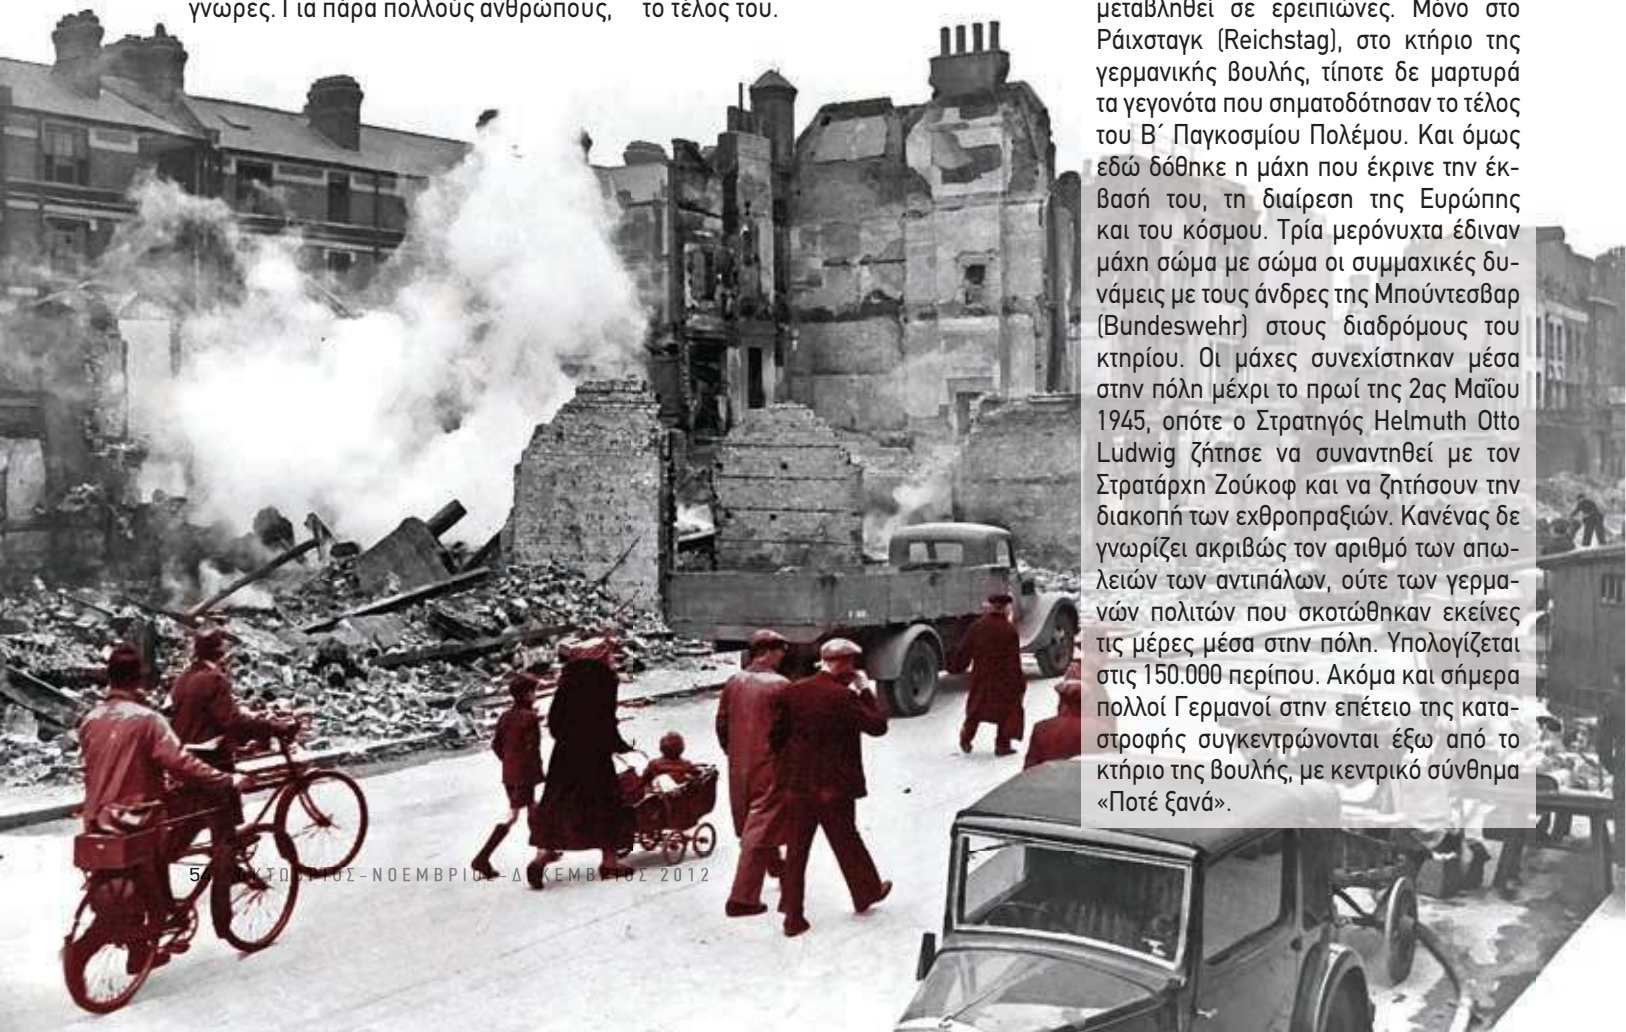 γνώρες. Για πάρα πολλούς ανθρώπους,
το τέλος του.
μεταβληθεί σε ερειπιώνες. Μόνο στο
Ράιχσταγκ (Reichstag), στο κτήριο της
γερμανικής βουλής, τίποτε δε μαρτυρά
τα γεγονότα που σηματοδότησαν το τέλος
του Β΄ Παγκοσμίου Πολέμου. Και όμως
εδώ δόθηκε η μάχη που έκρινε την έκ-
βασή του, τη διαίρεση της Ευρώπης
και του κόσμου. Τρία μερόνυχτα έδιναν
μάχη σώμα με σώμα οι συμμαχικές δυ-
νάμεις με τους άνδρες της Μπούντεσβαρ
(Bundeswehr) στους διαδρόμους του
κτηρίου. Οι μάχες συνεχίστηκαν μέσα
στην πόλη μέχρι το πρωί της 2ας Μαΐου
1945, οπότε ο Στρατηγός Helmuth Otto
Ludwig ζήτησε να συναντηθεί με τον
Στρατάρχη Ζούκοφ και να ζητήσουν την
διακοπή των εχθροπραξιών. Κανένας δε
γνωρίζει ακριβώς τον αριθμό των απω-
λειών των αντιπάλων, ούτε των γερμα-
νών πολιτών που σκοτώθηκαν εκείνες
τις μέρες μέσα στην πόλη. Υπολογίζεται
στις 150.000 περίπου. Ακόμα και σήμερα
πολλοί Γερμανοί στην επέτειο της κατα-
στροφής συγκεντρώνονται έξω από το
κτήριο της βουλής, με κεντρικό σύνθημα
«Ποτέ ξανά».
54 ΟΚΤΩΒΡΙΟΣ-ΝΟΕΜΒΡΙΟΣ-ΔΕΚΕΜΒΡΙΟΣ 2012